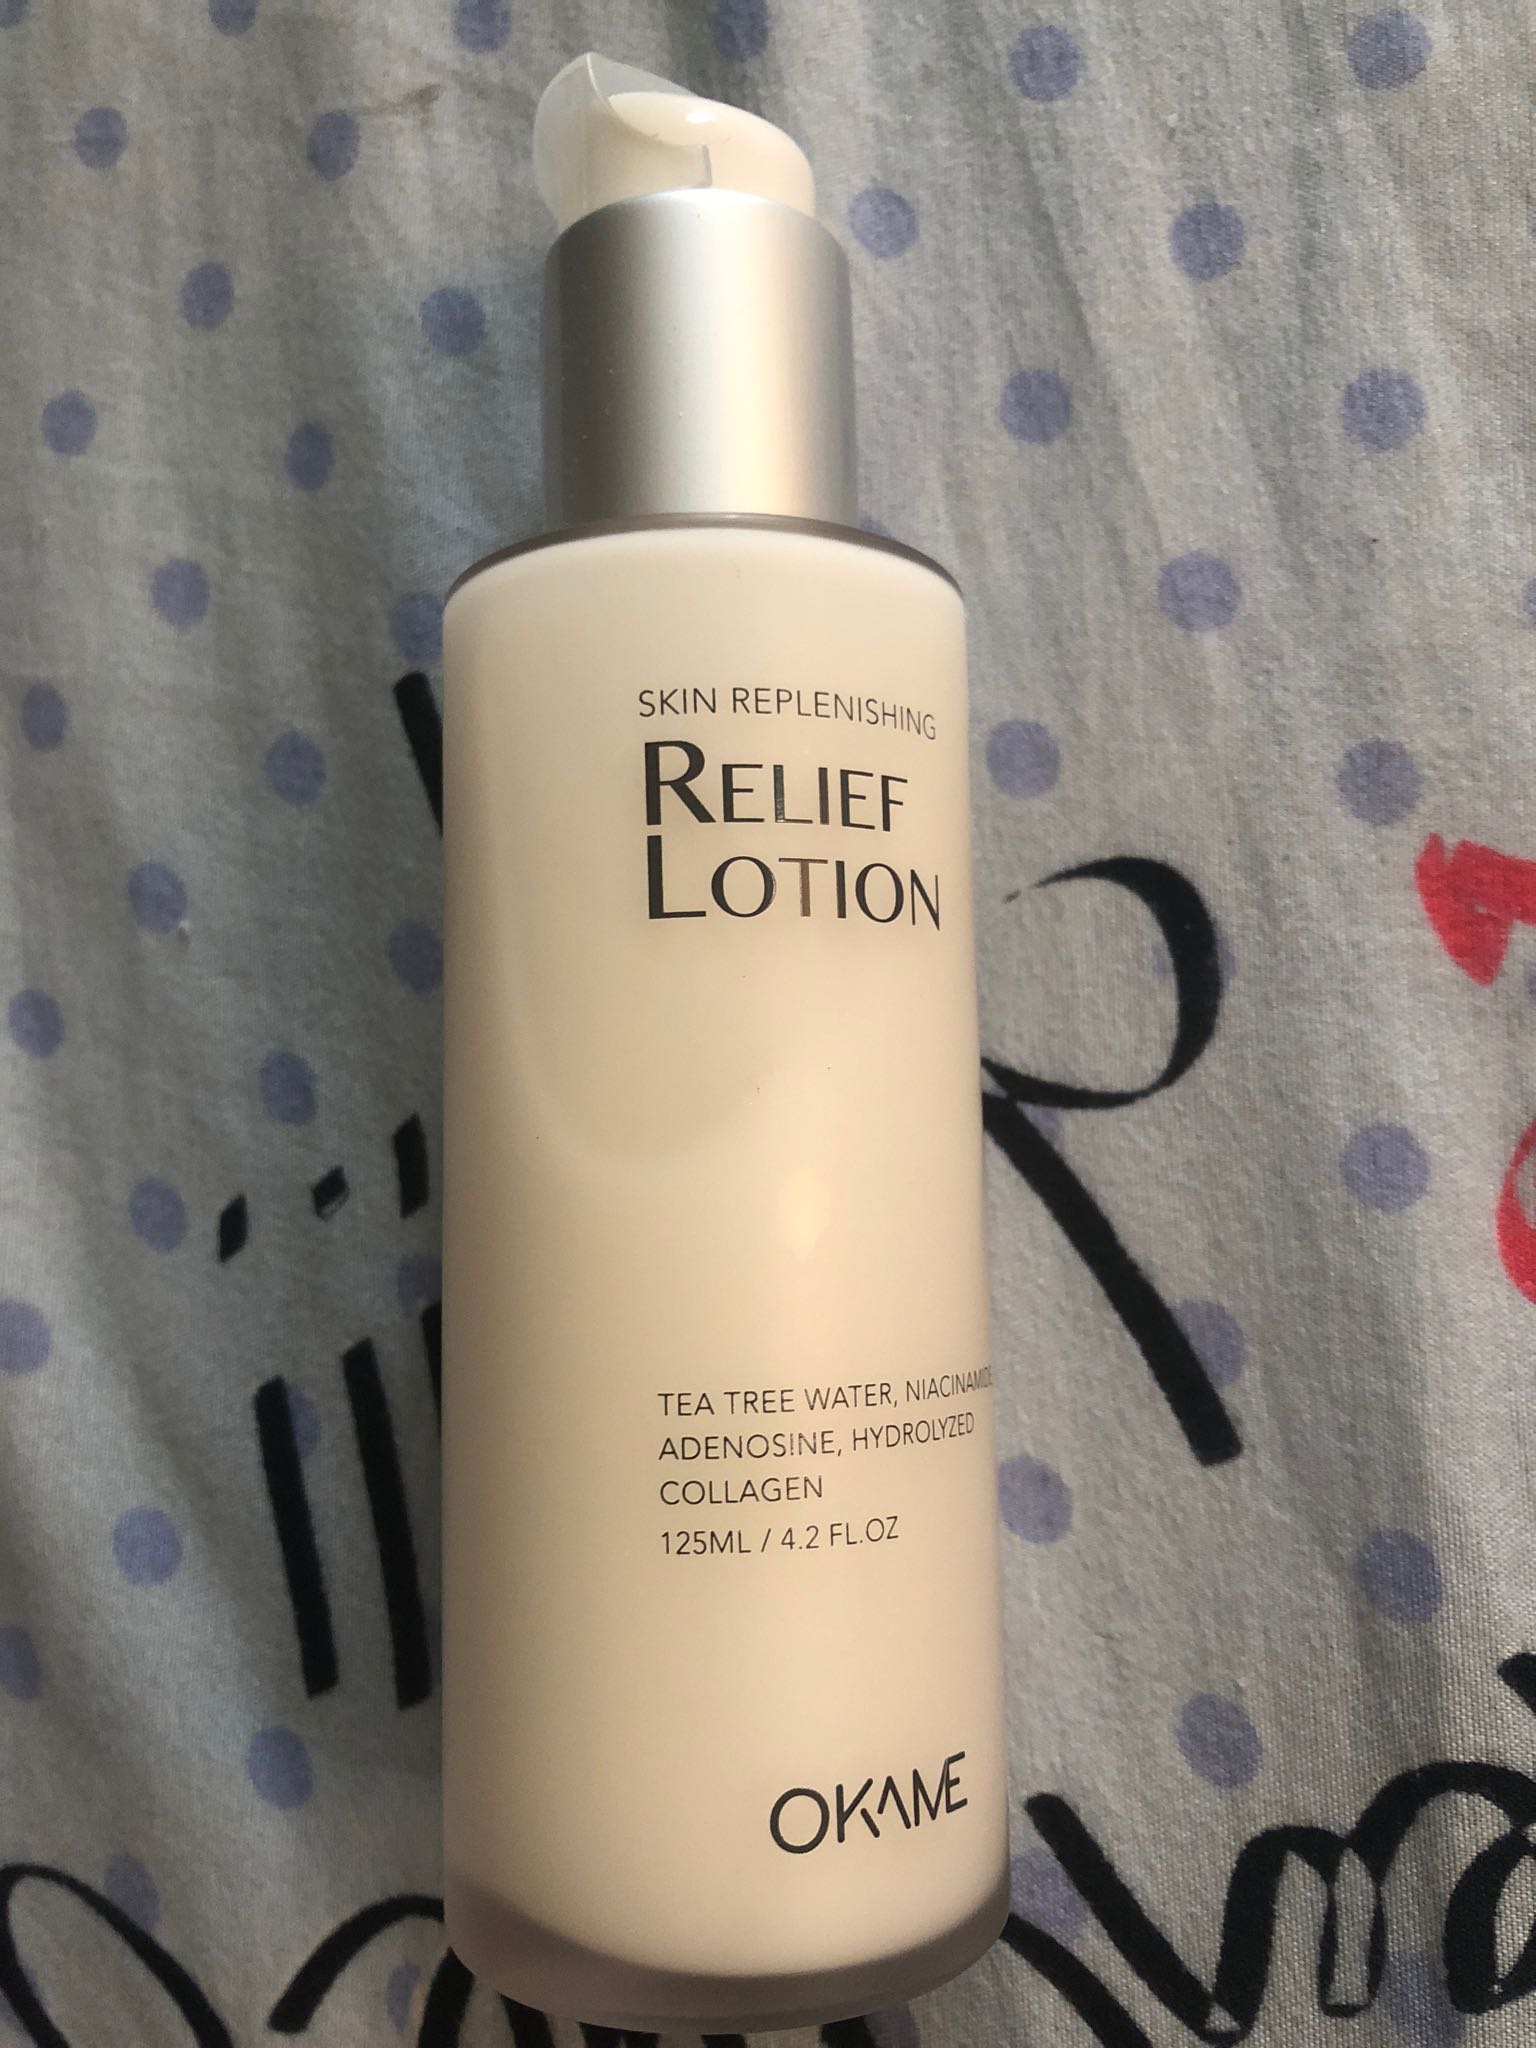 SKIN REPLENISHING
RELIEF
LOTION
TEA TREE WATER, NIACINAMIDE
ADENOSINE, HYDROLYZED
COLLAGEN
125ML / 4.2 FL.OZ
OKAME